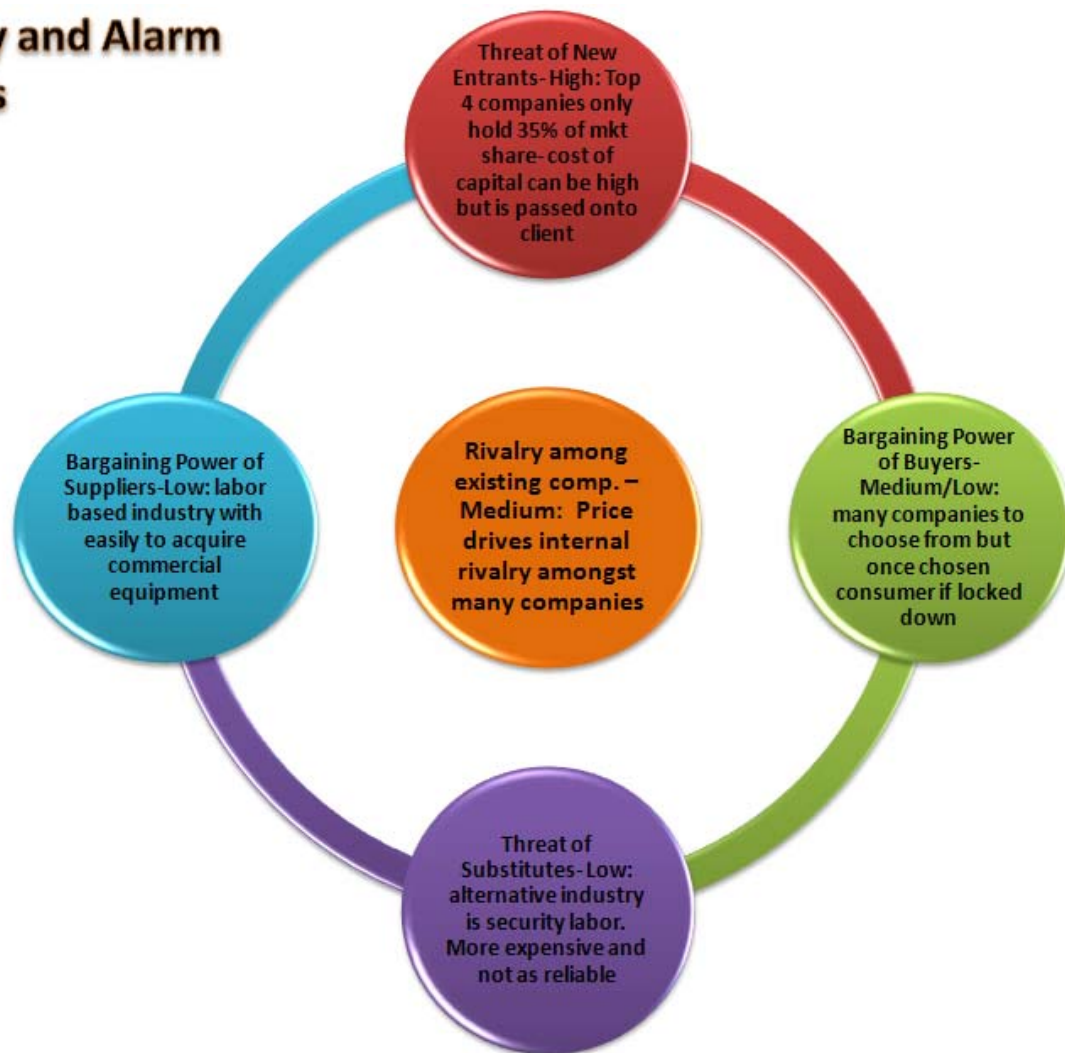 y and Alarm
s
Threat of New
Entrants- High: Top
4 companies only
hold 35% of mkt
share- cost of
capital can be high
but is passed onto
client
Bargaining Power of
Suppliers-Low: labor
based industry with
easily to acquire
commercial
equipment
Rivalry among
existing comp. –
Medium:  Price
drives internal
rivalry amongst
many companies
Bargaining Power
of Buyers-
Medium/Low:
many companies to
choose from but
once chosen
consumer if locked
down
Threat of
Substitutes- Low:
alternative industry
is security labor.
More expensive and
not as reliable